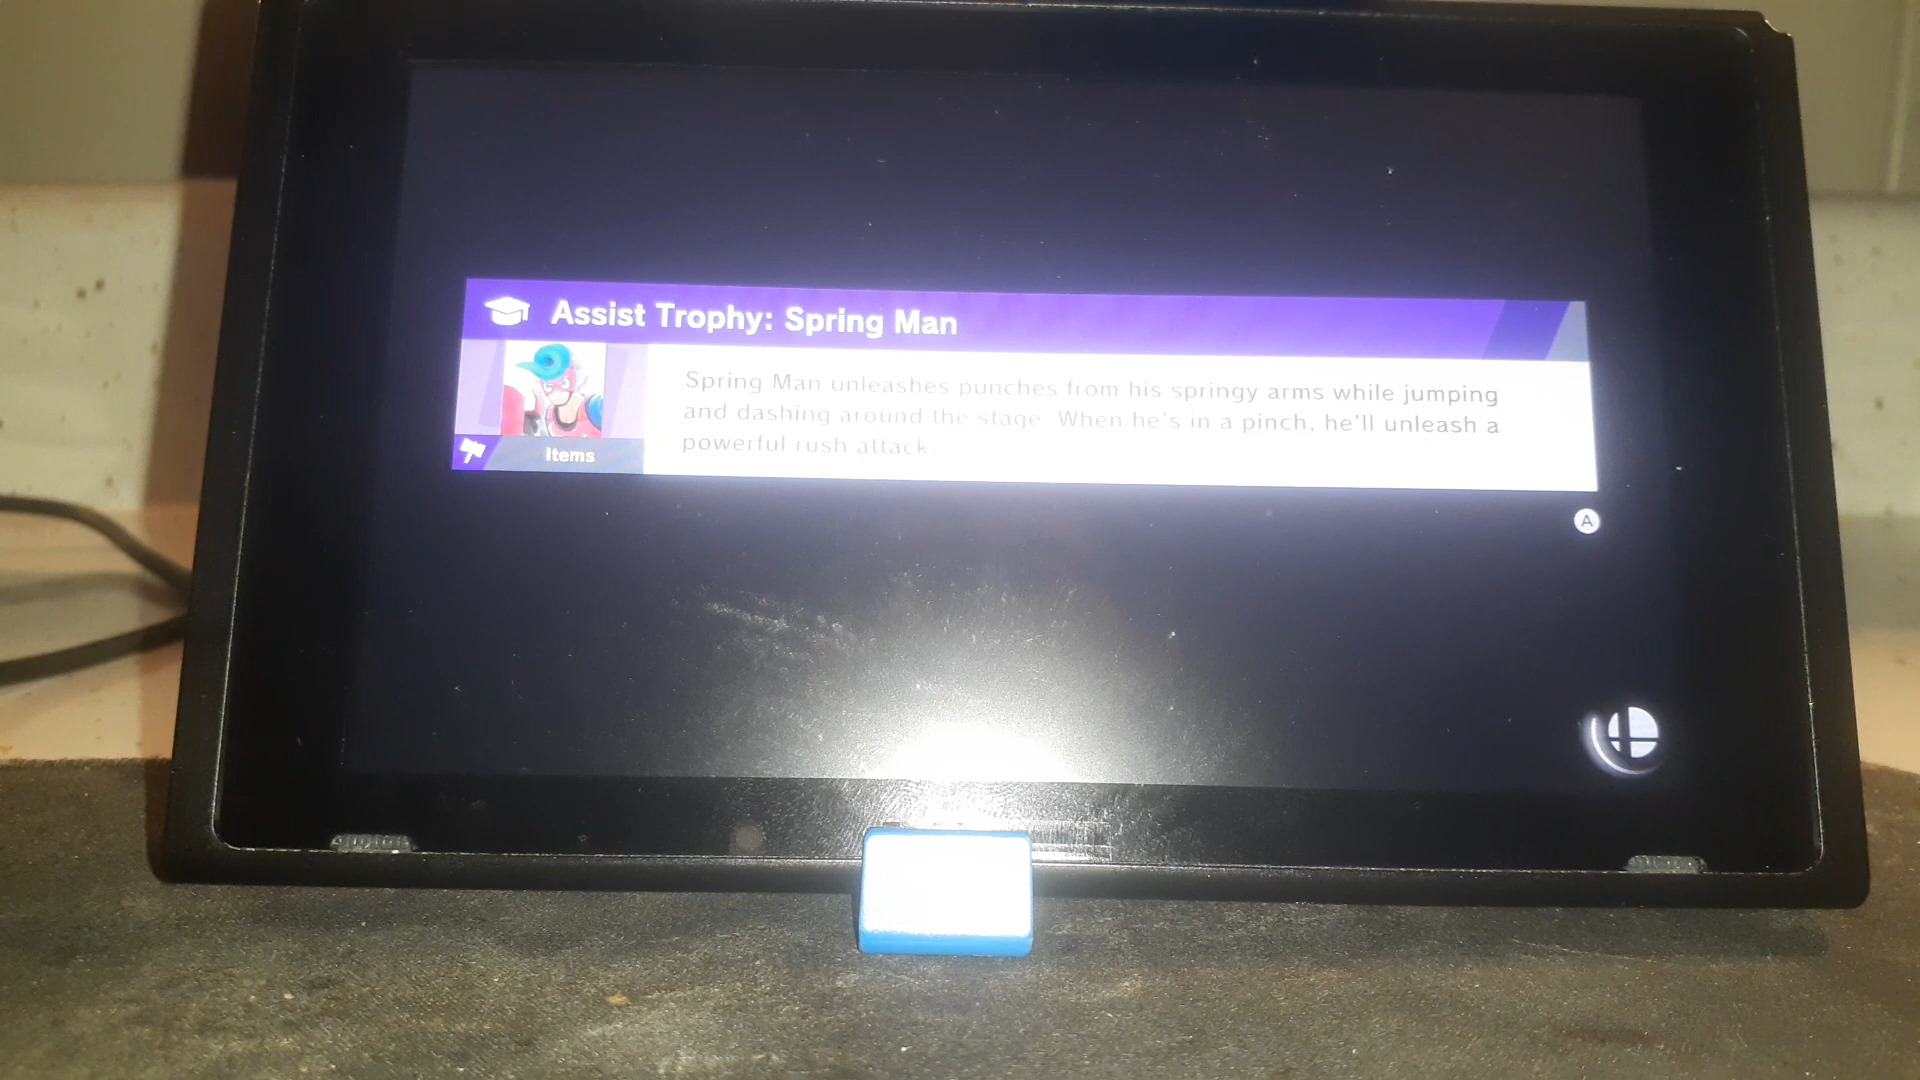 Assist Trophy: Spring Man
Spring Man unleashes punches from his springy arms while jumping
and dashing around the stage. When he's in a pinch, he'll unleash a
powerful rush attack.
Items
A